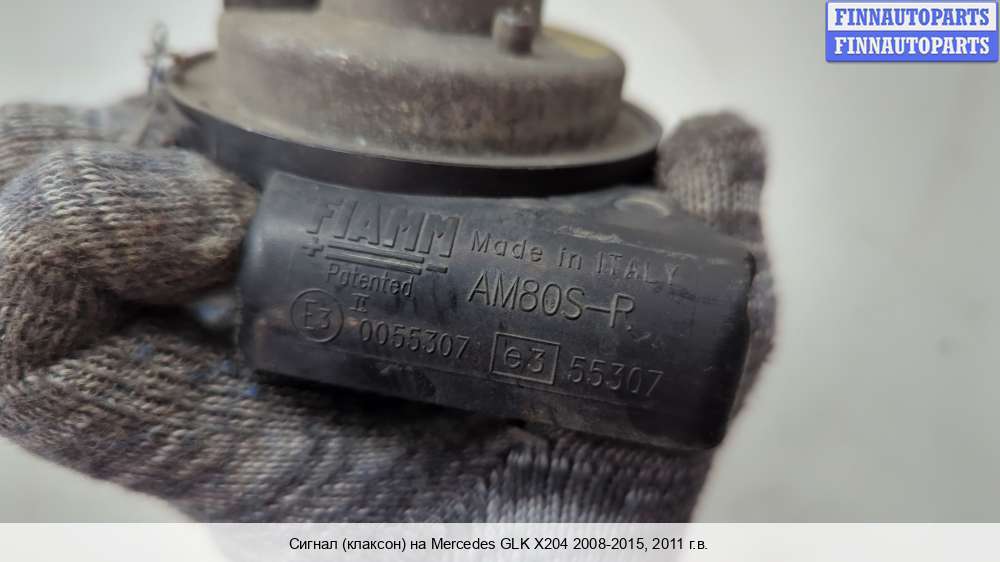 FINNAUTOPARTS
FINNAUTOPARTS
FIAMM Made in ITALY
Patented AM80S-R
II
E3 0055307 e3 55307
Сигнал (клаксон) на Mercedes GLK X204 2008-2015, 2011 г.в.